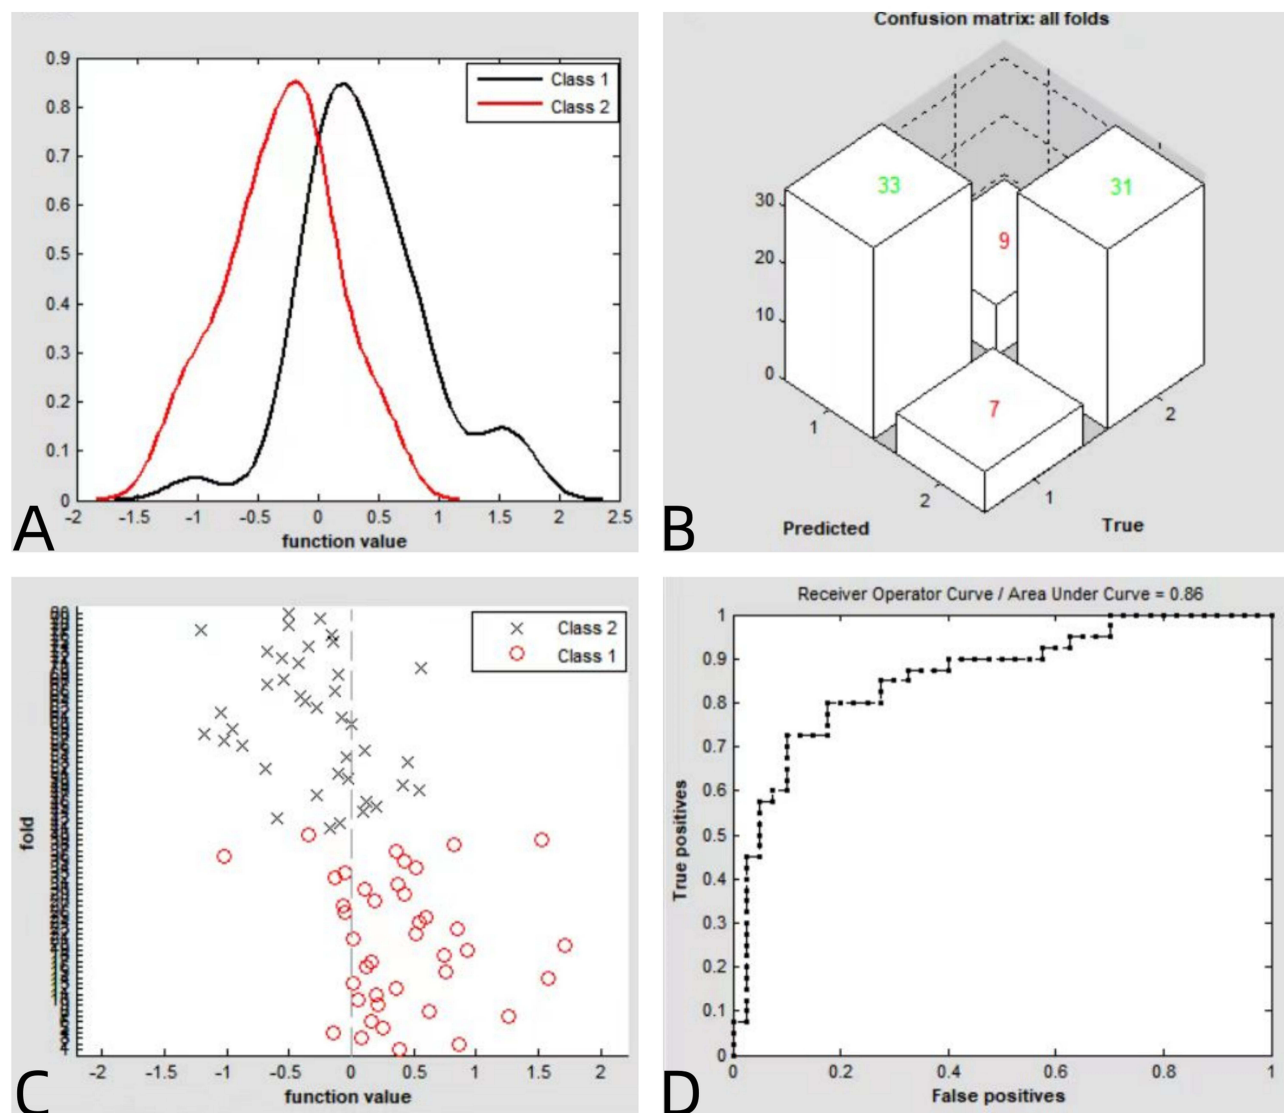 0.9
0.8
0.7
0.6
0.5
0.4
0.3
0.2
0.1
0
-2 -1.5 -1 -0.5 0 0.5 1 1.5 2 2.5
function value
Class 1
Class 2
A
Confusion matrix: all folds
33
31
9
7
30
20
10
0
1
2
1
2
Predicted
True
B
Class 2
Class 1
fold
-2 -1.5 -1 -0.5 0 0.5 1 1.5 2
function value
C
Receiver Operator Curve / Area Under Curve = 0.86
1
0.9
0.8
0.7
0.6
0.5
0.4
0.3
0.2
0.1
0
0 0.2 0.4 0.6 0.8 1
True positives
False positives
D